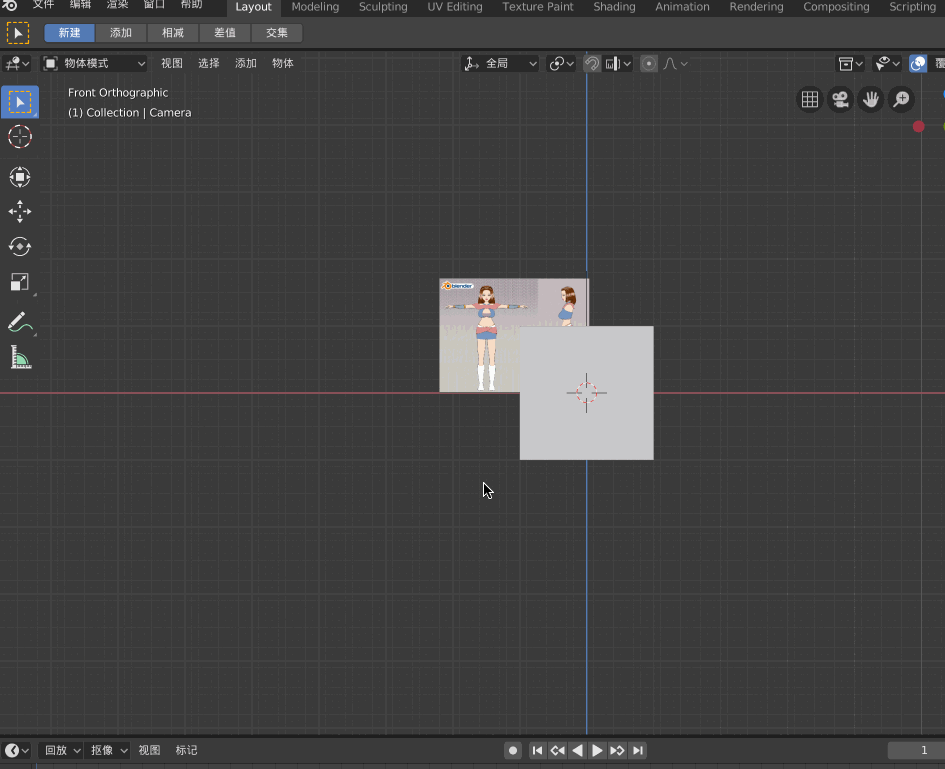 文件 编辑 渲染 窗口 帮助 Layout Modeling Sculpting UV Editing Texture Paint Shading Animation Rendering Compositing Scripting
新建 添加 相减 差值 交集
物体模式 视图 选择 添加 物体 全局
Front Orthographic
(1) Collection | Camera
blender
回放 抠像 视图 标记 1